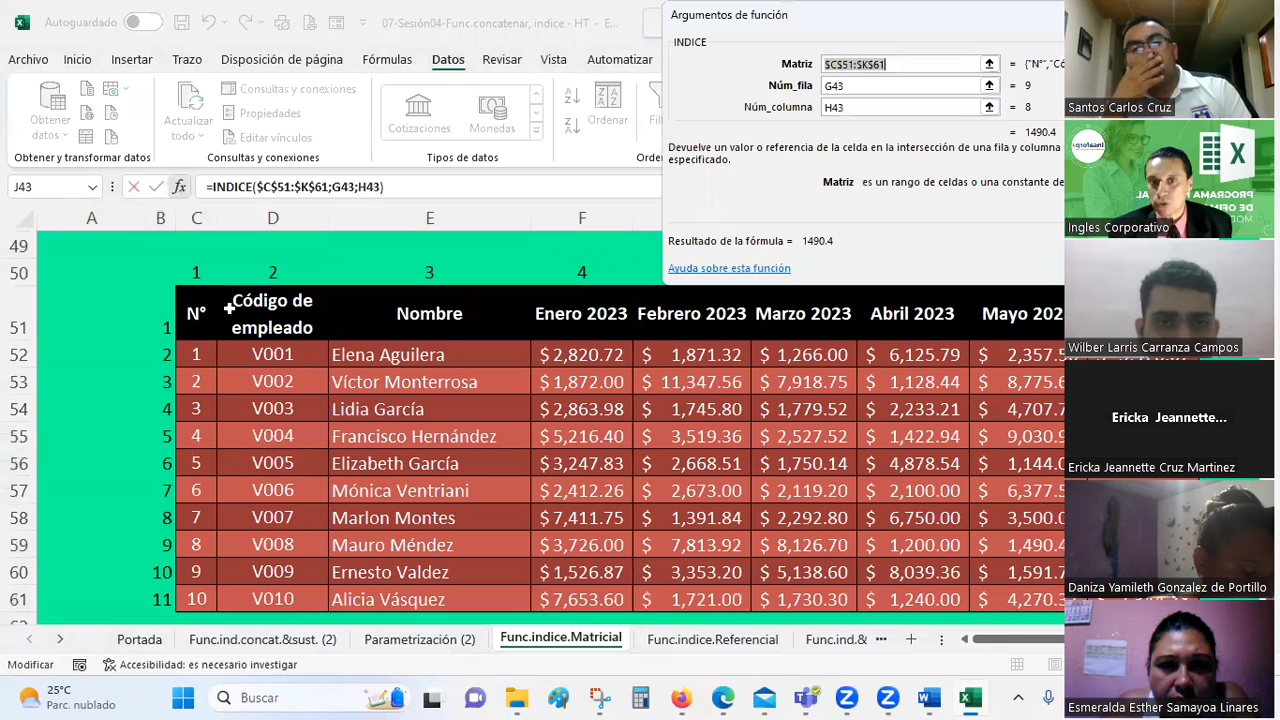 Autoguardado
07-Sesión04-Func.concatenar, indice - HT - E...
Archivo Inicio Insertar Disposición de página Fórmulas Datos Revisar Vista Automatizar
Obtener datos
Actualizar todo
Consultas y conexiones
Propiedades
Editar vínculos
Cotizaciones
Monedas
Ordenar
Obtener y transformar datos
Consultas y conexiones
Tipos de datos
J43
=INDICE($C$51:$K$61;G43;H43)
Argumentos de función
INDICE
Matriz $C$51:$K$61 = {"N°","Có
Núm_fila G43 = 9
Núm_columna H43 = 8
= 1490.4
Devuelve un valor o referencia de la celda en la intersección de una fila y columna
especificado.
Matriz es un rango de celdas o una constante de
Resultado de la fórmula = 1490.4
Ayuda sobre esta función
A B C D E F
49
50 1 2 3 4
51 1 N° Código de empleado Nombre Enero 2023 Febrero 2023 Marzo 2023 Abril 2023 Mayo 202
52 2 1 V001 Elena Aguilera $ 2,820.72 $ 1,871.32 $ 1,266.00 $ 6,125.79 $ 2,357.5
53 3 2 V002 Víctor Monterrosa $ 1,872.00 $ 11,347.56 $ 7,918.75 $ 1,128.44 $ 8,775.6
54 4 3 V003 Lidia García $ 2,863.98 $ 1,745.80 $ 1,779.52 $ 2,233.21 $ 4,707.7
55 5 4 V004 Francisco Hernández $ 5,216.40 $ 3,519.36 $ 2,527.52 $ 1,422.94 $ 9,030.9
56 6 5 V005 Elizabeth García $ 3,247.83 $ 2,668.51 $ 1,750.14 $ 4,878.54 $ 1,144.0
57 7 6 V006 Mónica Ventriani $ 2,412.26 $ 2,673.00 $ 2,119.20 $ 2,100.00 $ 6,377.5
58 8 7 V007 Marlon Montes $ 7,411.75 $ 1,391.84 $ 2,292.80 $ 6,750.00 $ 3,500.0
59 9 8 V008 Mauro Méndez $ 3,726.00 $ 7,813.92 $ 8,126.70 $ 1,200.00 $ 1,490.4
60 10 9 V009 Ernesto Valdez $ 1,526.87 $ 3,353.20 $ 5,138.60 $ 8,039.36 $ 1,591.7
61 11 10 V010 Alicia Vásquez $ 7,653.60 $ 1,721.00 $ 1,730.30 $ 1,240.00 $ 4,270.3
Portada Func.ind.concat.&sust. (2) Parametrización (2) Func.indice.Matricial Func.indice.Referencial Func.ind.& ...
Modificar Accesibilidad: es necesario investigar
25°C
Parc. nublado
Buscar
Santos Carlos Cruz
Ingles Corporativo
Wilber Larris Carranza Campos
Ericka Jeannette...
Ericka Jeannette Cruz Martinez
Daniza Yamileth Gonzalez de Portillo
Esmeralda Esther Samayoa Linares